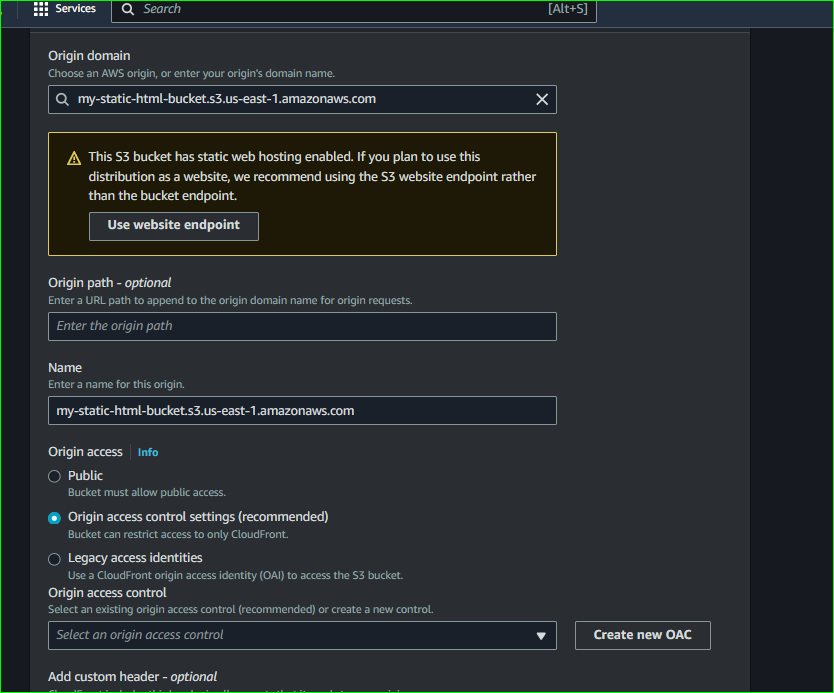 Services
Search
[Alt+S]
Origin domain
Choose an AWS origin, or enter your origin's domain name.
my-static-html-bucket.s3.us-east-1.amazonaws.com
This S3 bucket has static web hosting enabled. If you plan to use this
distribution as a website, we recommend using the S3 website endpoint rather
than the bucket endpoint.
Use website endpoint
Origin path - optional
Enter a URL path to append to the origin domain name for origin requests.
Enter the origin path
Name
Enter a name for this origin.
my-static-html-bucket.s3.us-east-1.amazonaws.com
Origin access Info
Public
Bucket must allow public access.
Origin access control settings (recommended)
Bucket can restrict access to only CloudFront.
Legacy access identities
Use a CloudFront origin access identity (OAI) to access the S3 bucket.
Origin access control
Select an existing origin access control (recommended) or create a new control.
Select an origin access control
Create new OAC
Add custom header - optional